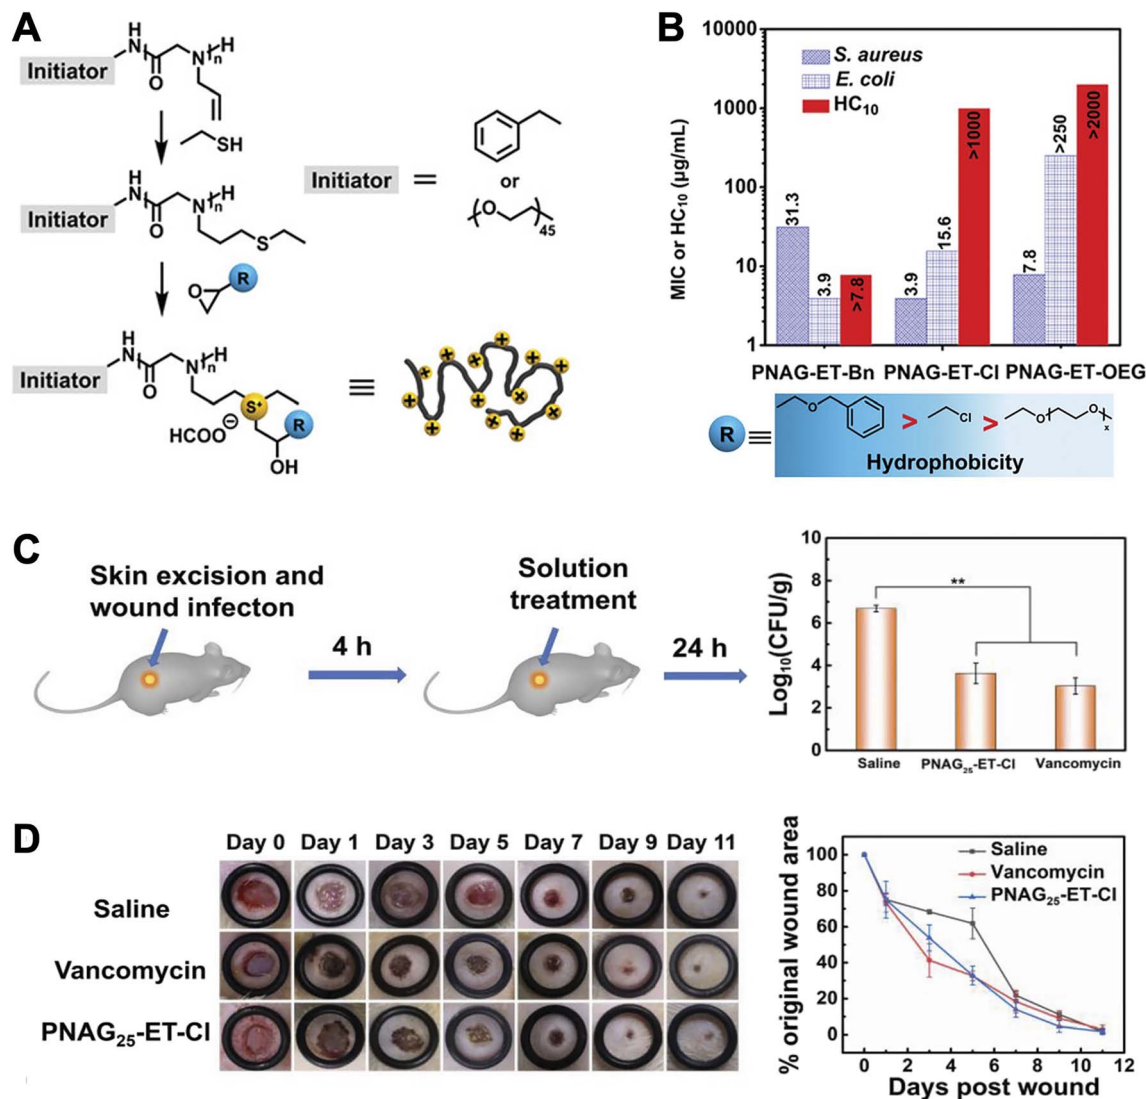 A
Initiator
H
N
O
N
H
n
SH
Initiator
H
N
O
N
H
n
S
O
R
Initiator
H
N
O
N
H
n
S+
HCOO⊖
R
OH
≡
Initiator =
or
O
45
B
MIC or HC10 (µg/mL)
10000
1000
100
10
1
S. aureus
E. coli
HC10
31.3
3.9
>7.8
3.9
15.6
>1000
7.8
>250
>2000
PNAG-ET-Bn PNAG-ET-Cl PNAG-ET-OEG
R ≡
O > Cl > O O x
Hydrophobicity
C
Skin excision and
wound infecton
4 h
Solution
treatment
24 h
Log10(CFU/g)
10
8
6
4
2
0
**
Saline PNAG25-ET-Cl Vancomycin
D
Day 0 Day 1 Day 3 Day 5 Day 7 Day 9 Day 11
Saline
Vancomycin
PNAG25-ET-Cl
% original wound area
100
80
60
40
20
0
Saline
Vancomycin
PNAG25-ET-Cl
0 2 4 6 8 10 12
Days post wound